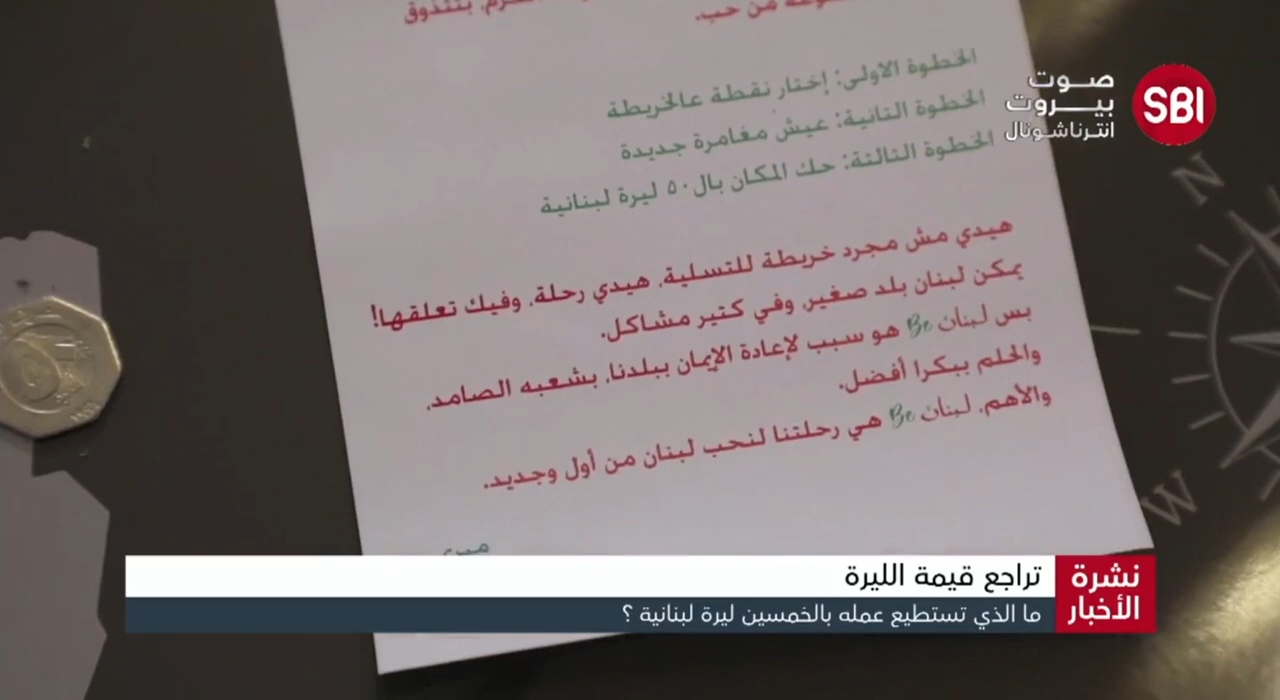 من حب.
بتتذوق
الخطوة الاولى: إختار نقطة عالخريطة
الخطوة التانية: عيش مغامرة جديدة
الخطوة التالتة: حك المكان بال٥٠ ليرة لبنانية
هيدي مش مجرد خريطة للتسلية، هيدي رحلة، وفيك تعلقها!
يمكن لبنان بلد صغير، وفي كتير مشاكل.
بس لبنان Be هو سبب لإعادة الإيمان ببلدنا، بشعبه الصامد،
والحلم ببكرا أفضل.
والأهم، لبنان Be هي رحلتنا لنحب لبنان من أول وجديد.
صوت
بيروت
انترناشونال
SBI
N
W
نشرة
الأخبار
تراجع قيمة الليرة
ما الذي تستطيع عمله بالخمسين ليرة لبنانية ؟